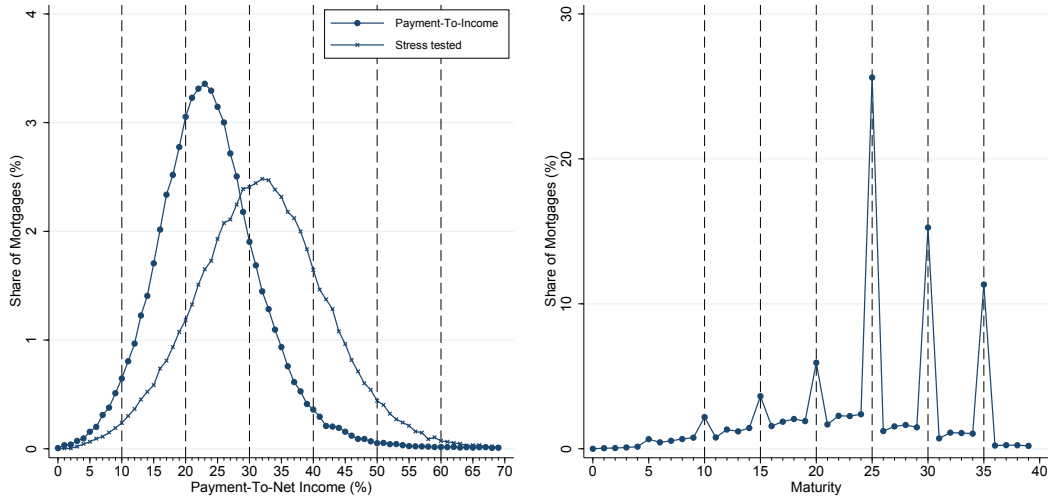 4
3
2
1
0
Share of Mortgages (%)
Payment-To-Income
Stress tested
0 5 10 15 20 25 30 35 40 45 50 55 60 65 70
Payment-To-Net Income (%)
30
20
10
0
Share of Mortgages (%)
0 5 10 15 20 25 30 35 40
Maturity